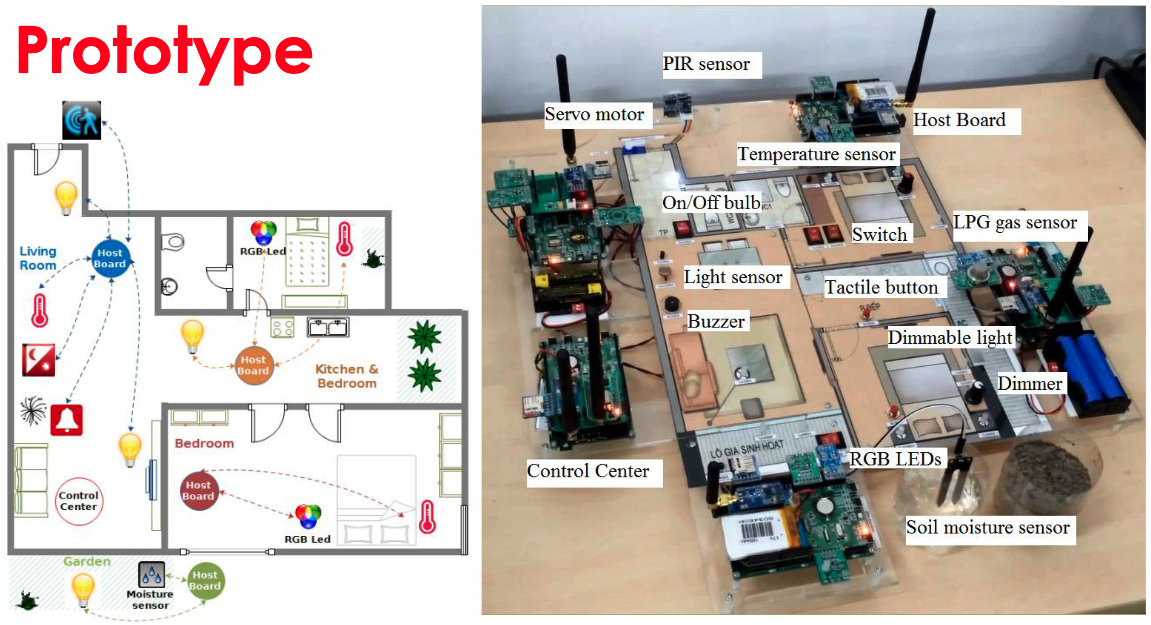 Prototype
Living
Room
Host
Board
RGB Led
Host
Board
Kitchen &
Bedroom
Bedroom
Host
Board
RGB Led
Control
Center
Garden
Moisture
sensor
Host
Board
PIR sensor
Servo motor
Host Board
Temperature sensor
On/Off bulb
TP
LPG gas sensor
Switch
Light sensor
Tactile button
Buzzer
Dimmable light
Dimmer
LÔ GIA SINH HOẠT
RGB LEDs
Control Center
Soil moisture sensor